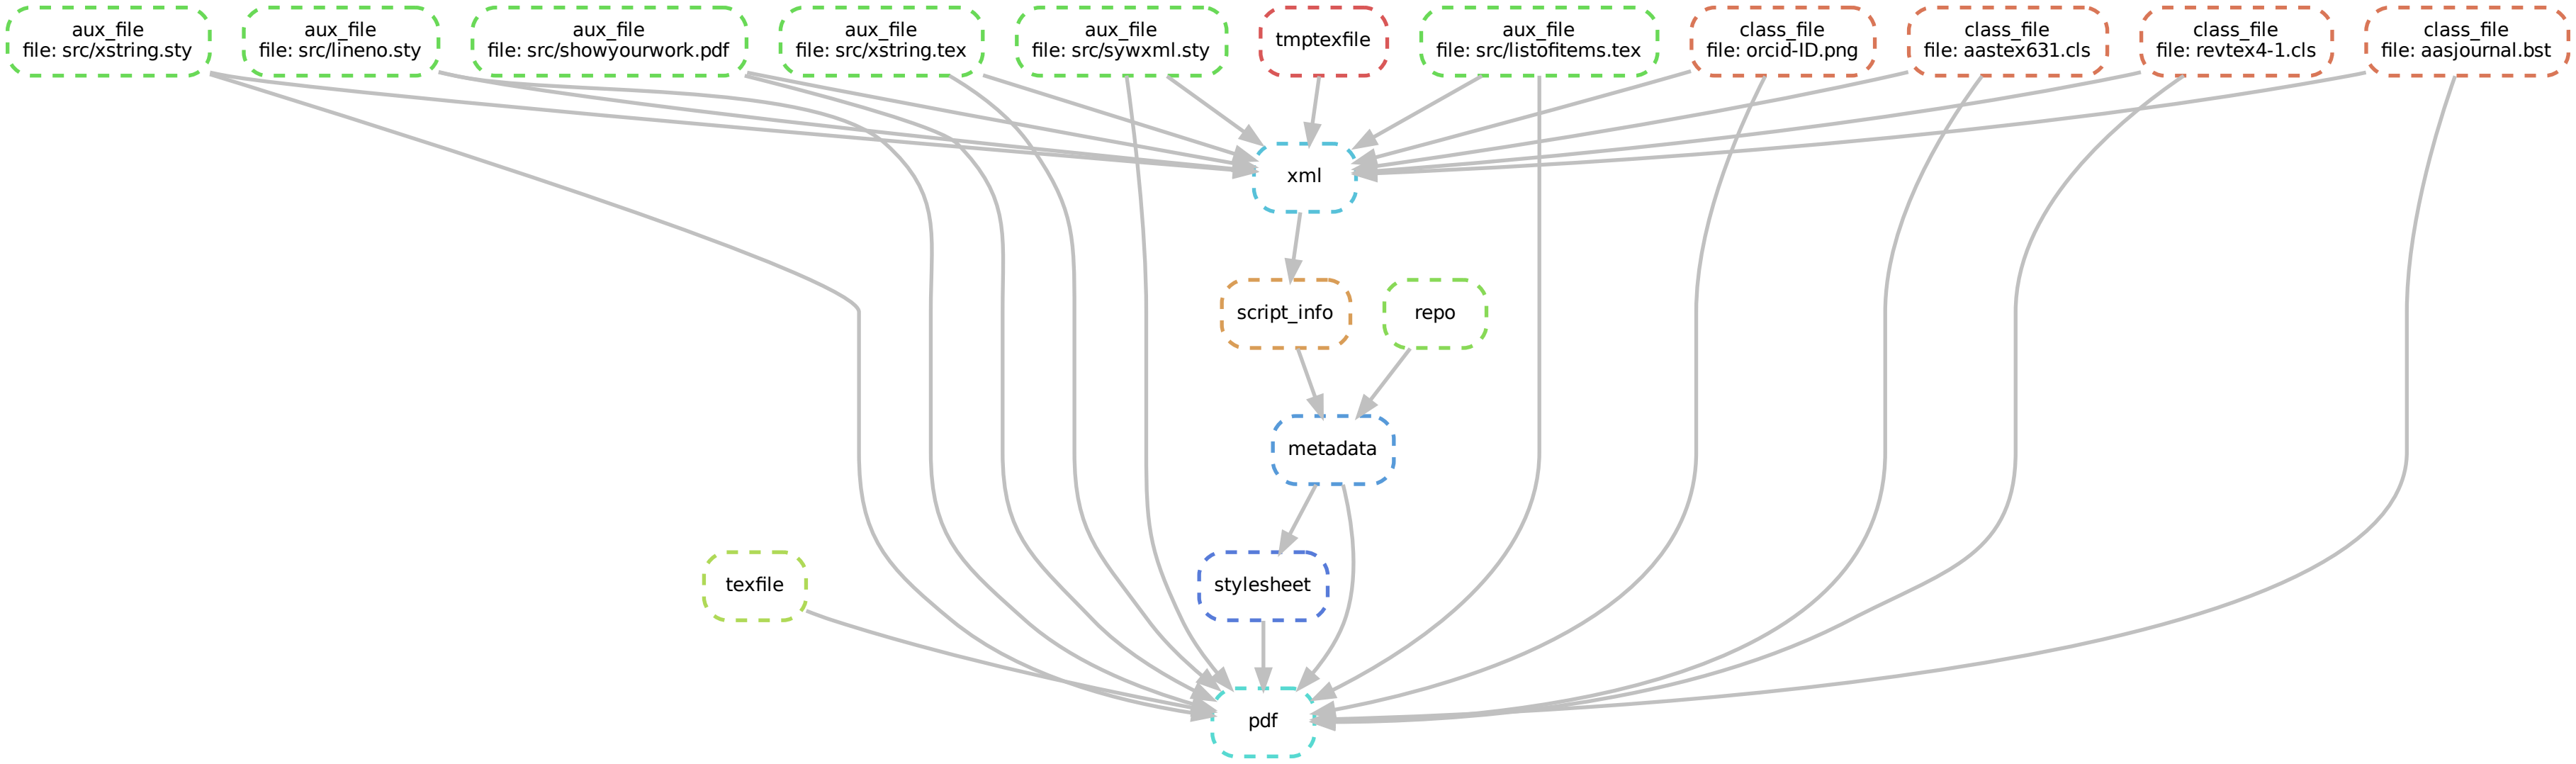 aux_file
file: src/xstring.sty
aux_file
file: src/lineno.sty
aux_file
file: src/showyourwork.pdf
aux_file
file: src/xstring.tex
aux_file
file: src/sywxml.sty
tmptexfile
aux_file
file: src/listofitems.tex
class_file
file: orcid-ID.png
class_file
file: aastex631.cls
class_file
file: revtex4-1.cls
class_file
file: aasjournal.bst
xml
script_info
repo
metadata
texfile
stylesheet
pdf